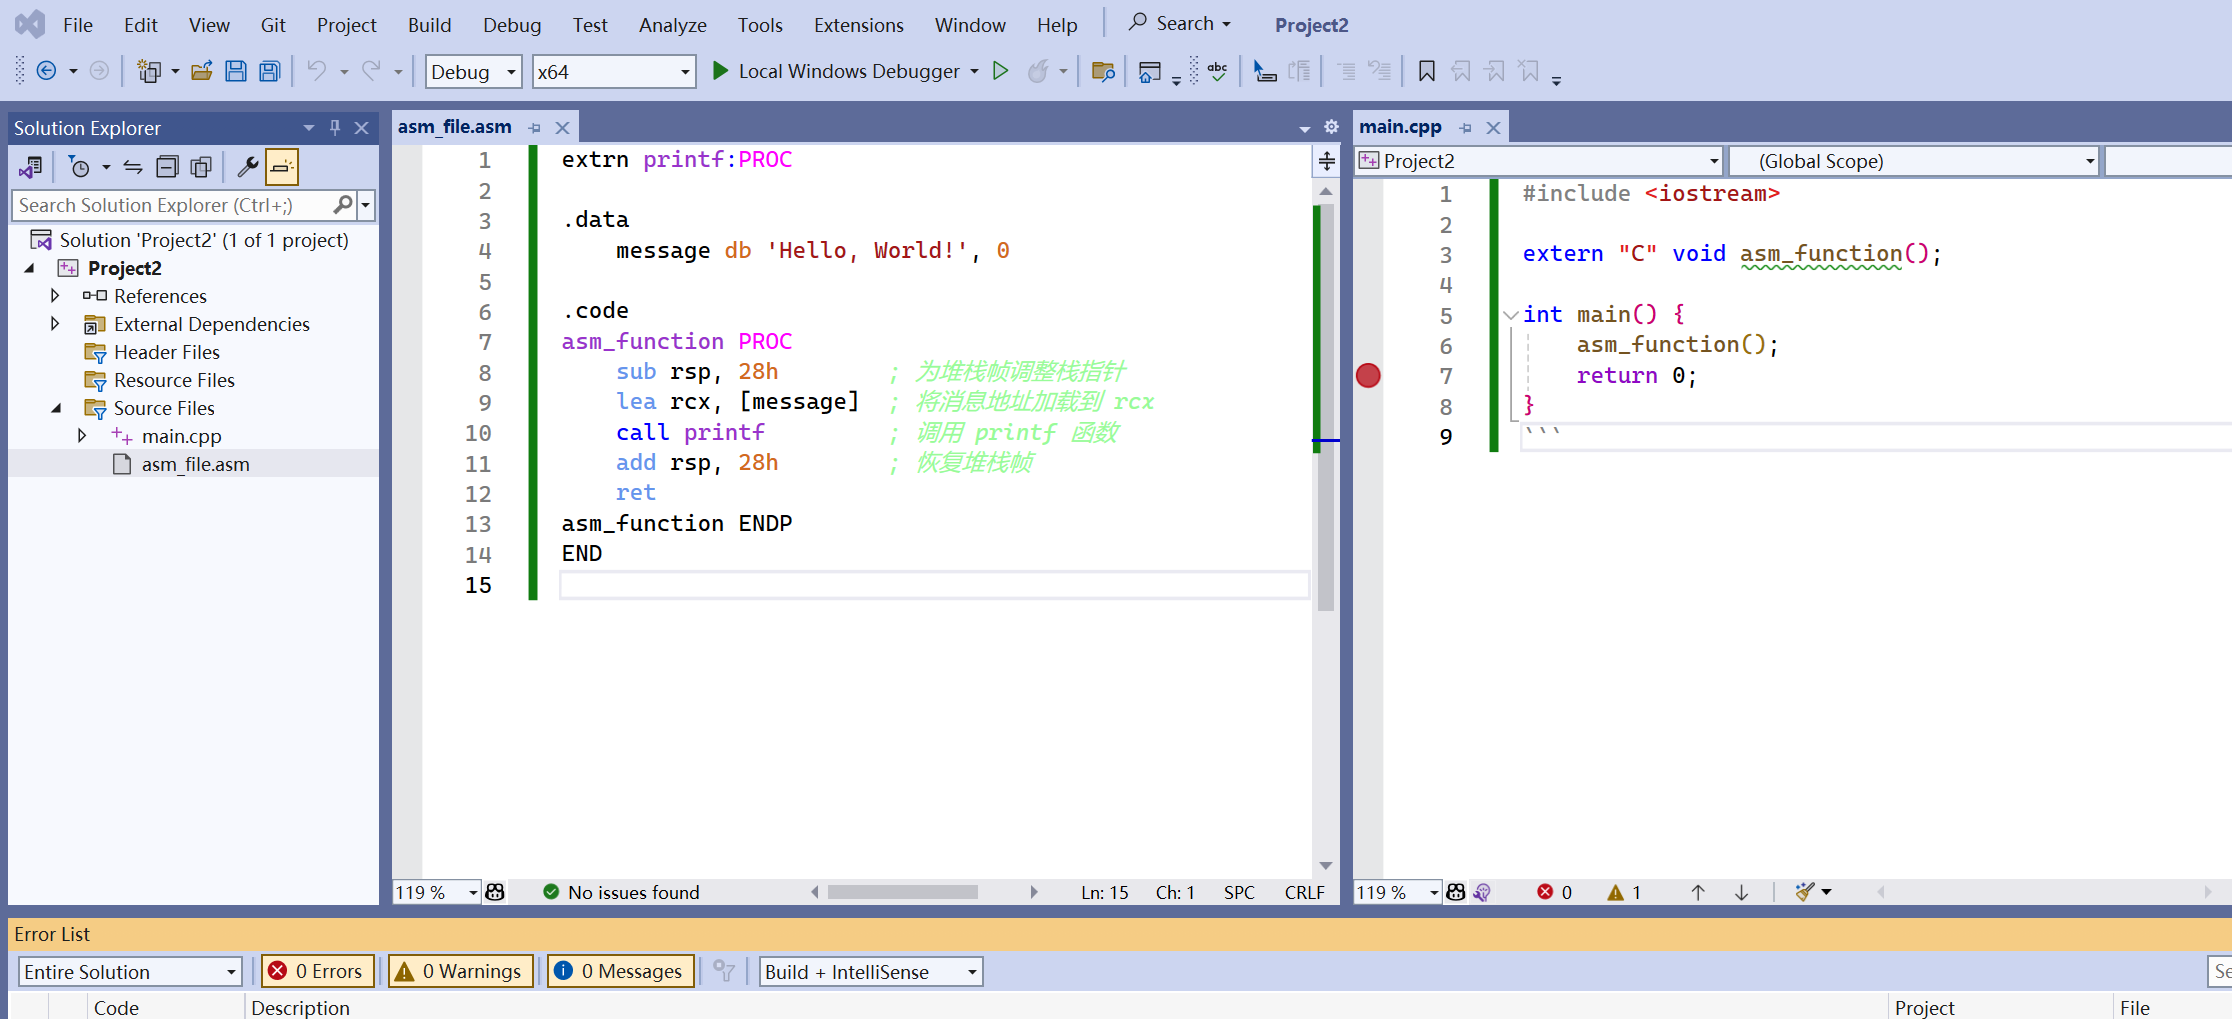 File Edit View Git Project Build Debug Test Analyze Tools Extensions Window Help Search Project2
Debug x64 Local Windows Debugger
Solution Explorer
Search Solution Explorer (Ctrl+;)
Solution 'Project2' (1 of 1 project)
Project2
References
External Dependencies
Header Files
Resource Files
Source Files
main.cpp
asm_file.asm
asm_file.asm
1 extrn printf:PROC
2
3 .data
4 message db 'Hello, World!', 0
5
6 .code
7 asm_function PROC
8 sub rsp, 28h ; 为堆栈帧调整栈指针
9 lea rcx, [message] ; 将消息地址加载到 rcx
10 call printf ; 调用 printf 函数
11 add rsp, 28h ; 恢复堆栈帧
12 ret
13 asm_function ENDP
14 END
15
119 % No issues found Ln: 15 Ch: 1 SPC CRLF
main.cpp
Project2 (Global Scope)
1 #include <iostream>
2
3 extern "C" void asm_function();
4
5 int main() {
6 asm_function();
7 return 0;
8 }
9 ```
119 % 0 1
Error List
Entire Solution 0 Errors 0 Warnings 0 Messages Build + IntelliSense
Code Description Project File